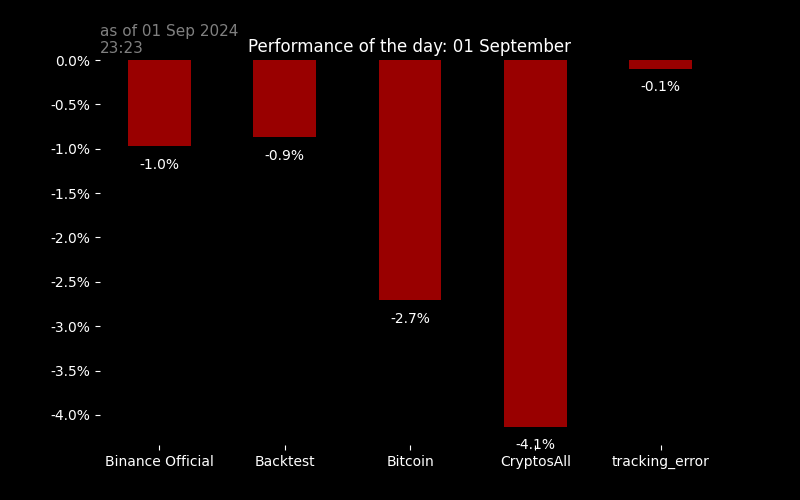 as of 01 Sep 2024
23:23
Performance of the day: 01 September
0.0%
-0.5%
-1.0%
-1.5%
-2.0%
-2.5%
-3.0%
-3.5%
-4.0%
-1.0%
-0.9%
-2.7%
-4.1%
-0.1%
Binance Official
Backtest
Bitcoin
CryptosAll
tracking_error